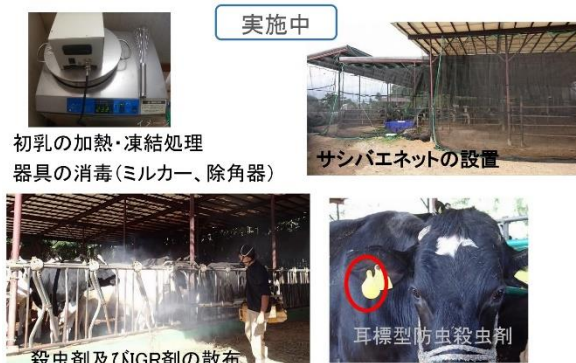 実施中
初乳の加熱・凍結処理
器具の消毒(ミルカー、除角器)
サシバエネットの設置
殺虫剤及びIGR剤の散布
耳標型防虫殺虫剤